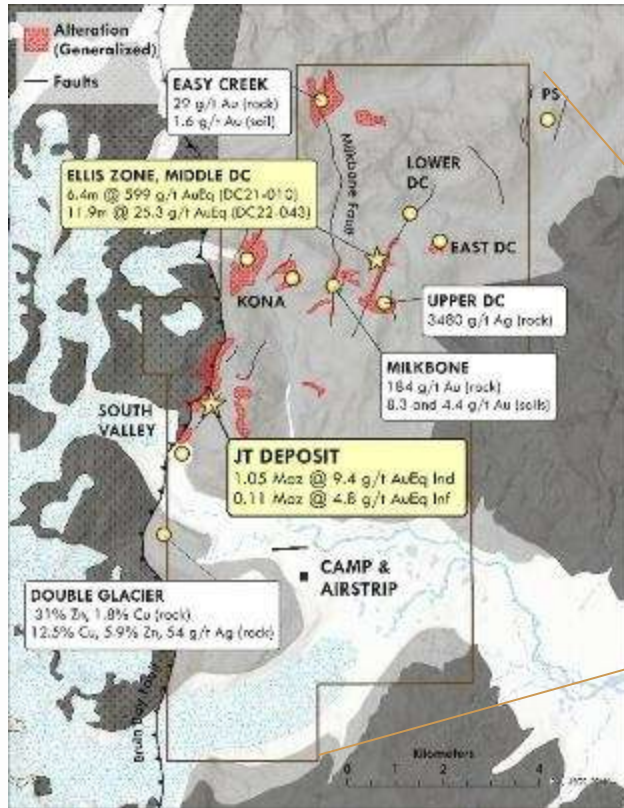 Alteration
(Generalized)
Faults
EASY CREEK
29 g/t Au (rock)
1.6 g/t Au (soil)
PS
Milkbone Fault
LOWER
DC
ELLIS ZONE, MIDDLE DC
6.4m @ 599 g/t AuEq (DC21-010)
11.9m @ 25.3 g/t AuEq (DC22-043)
EAST DC
KONA
UPPER DC
3480 g/t Ag (rock)
MILKBONE
184 g/t Au (rock)
8.3 and 4.4 g/t Au (soils)
SOUTH
VALLEY
JT DEPOSIT
1.05 Moz @ 9.4 g/t AuEq Ind
0.11 Moz @ 4.8 g/t AuEq Inf
CAMP &
AIRSTRIP
DOUBLE GLACIER
31% Zn, 1.8% Cu (rock)
12.5% Cu, 5.9% Zn, 54 g/t Ag (rock)
Bruin Bay Fault
Kilometers
0 1 2 4